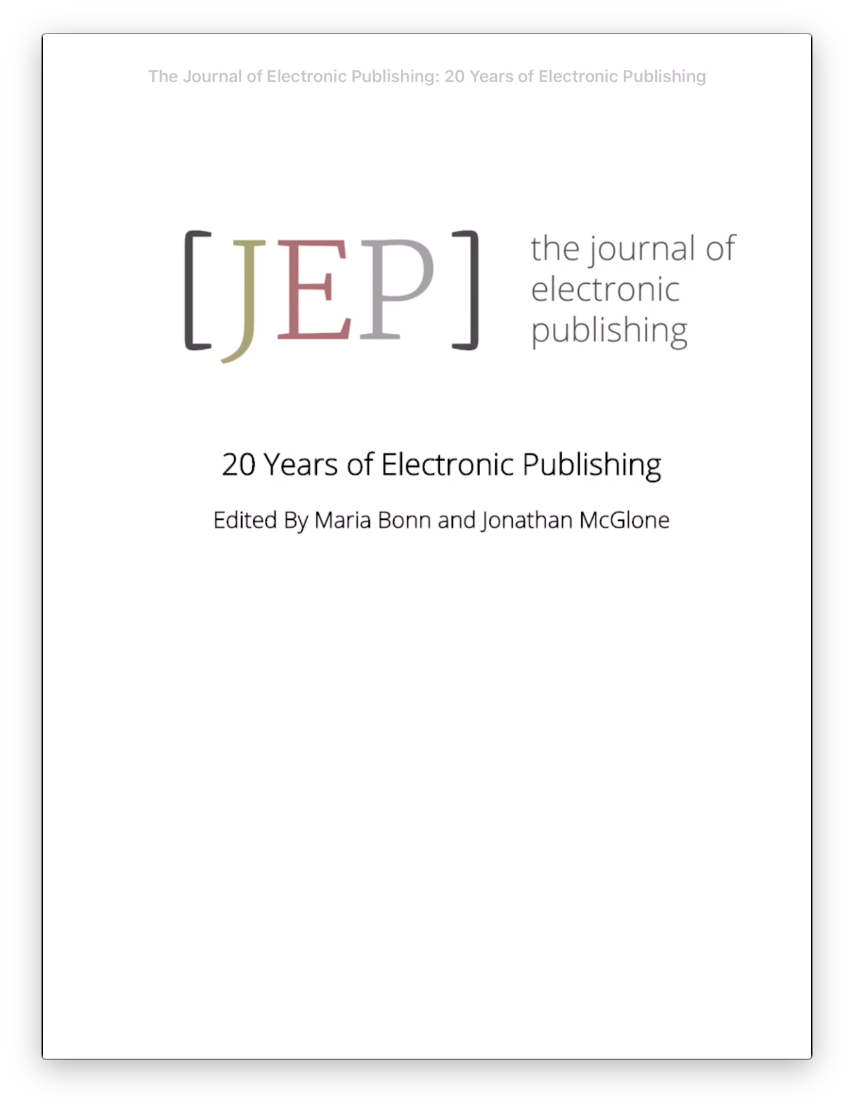 The Journal of Electronic Publishing: 20 Years of Electronic Publishing
[JEP]
the journal of
electronic
publishing
20 Years of Electronic Publishing
Edited By Maria Bonn and Jonathan McGlone